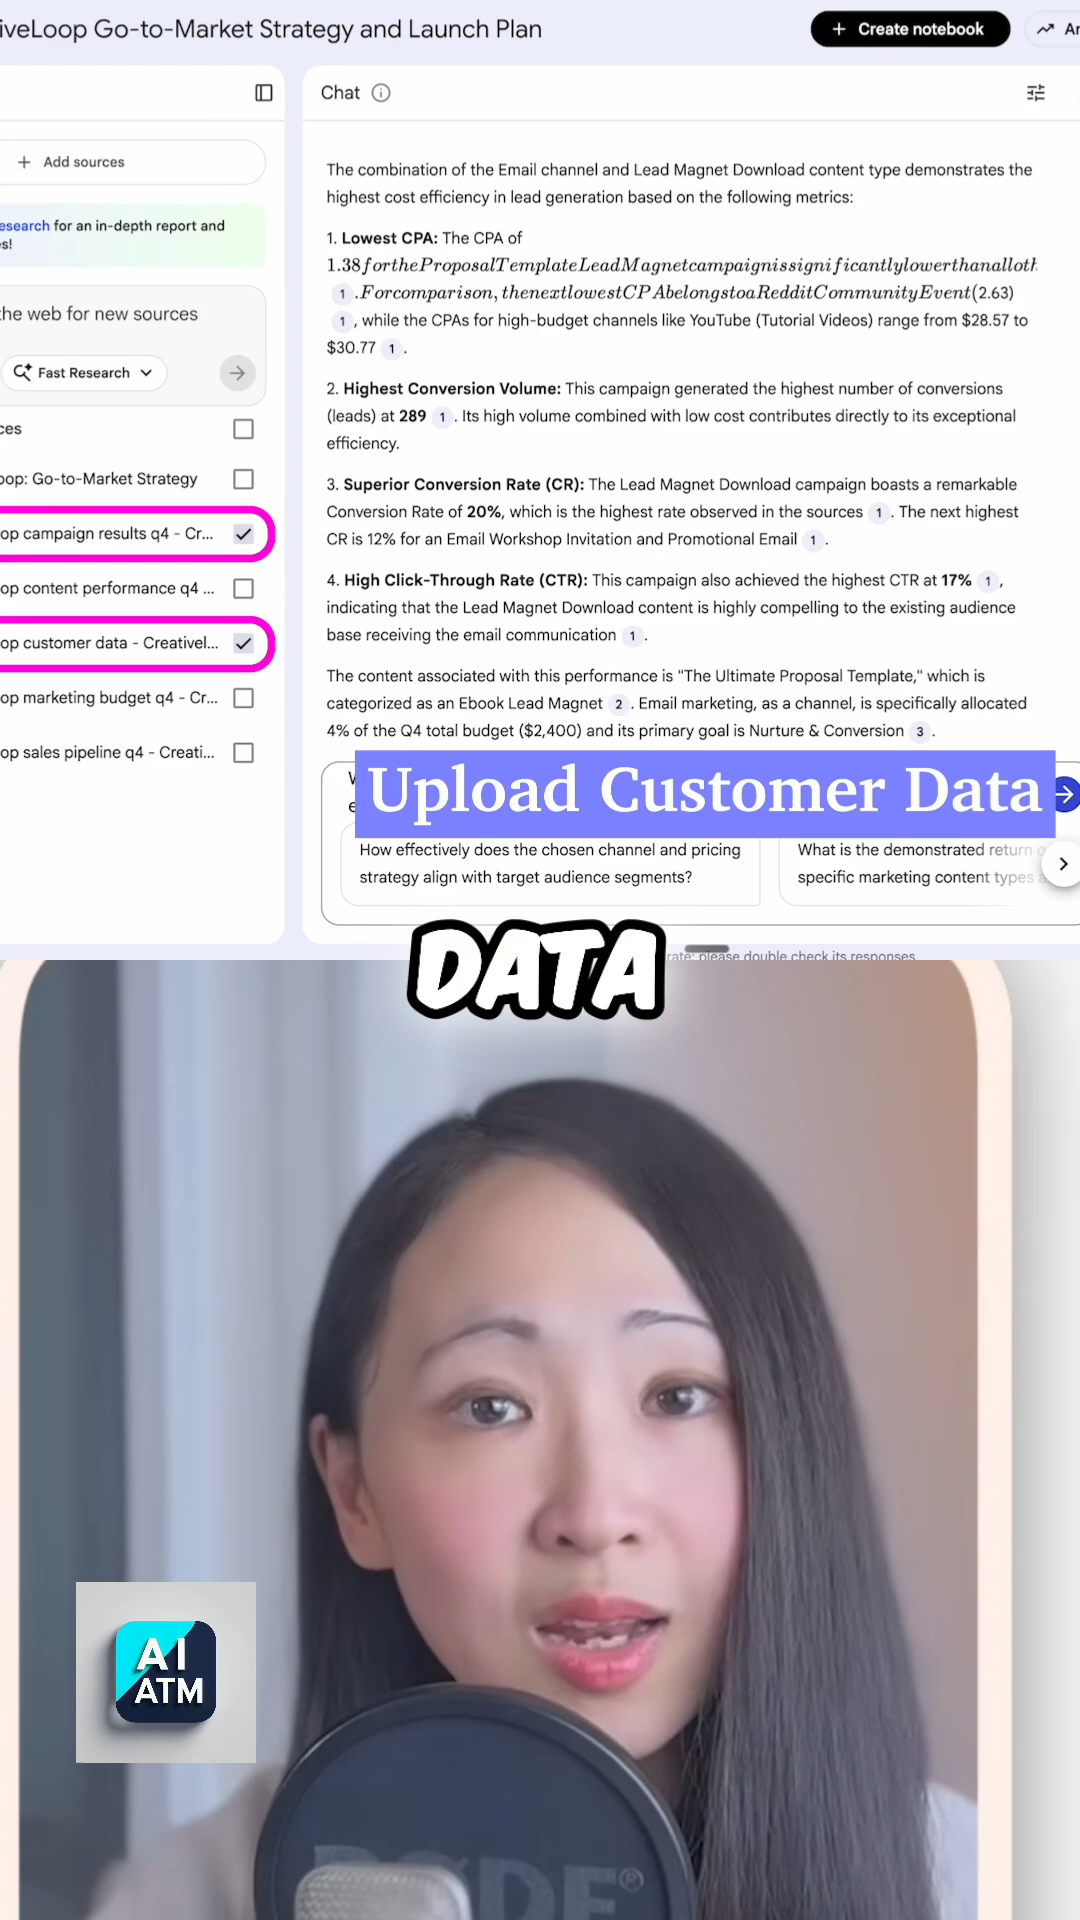 iveLoop Go-to-Market Strategy and Launch Plan
+ Create notebook
Chat
+ Add sources
esearch for an in-depth report and
s!
the web for new sources
Fast Research
ces
oop: Go-to-Market Strategy
op campaign results q4 - Cr...
op content performance q4 ...
op customer data - Creativel...
op marketing budget q4 - Cr...
op sales pipeline q4 - Creati...
The combination of the Email channel and Lead Magnet Download content type demonstrates the
highest cost efficiency in lead generation based on the following metrics:
1. Lowest CPA: The CPA of
1.38fortheProposalTemplateLeadMagnetcampaignissignificantlylowerthanalloth
1 .Forcomparison,thenextlowestCPAbelongstoaRedditCommunityEvent(2.63)
1 , while the CPAs for high-budget channels like YouTube (Tutorial Videos) range from $28.57 to
$30.77 1 .
2. Highest Conversion Volume: This campaign generated the highest number of conversions
(leads) at 289 1 . Its high volume combined with low cost contributes directly to its exceptional
efficiency.
3. Superior Conversion Rate (CR): The Lead Magnet Download campaign boasts a remarkable
Conversion Rate of 20%, which is the highest rate observed in the sources 1 . The next highest
CR is 12% for an Email Workshop Invitation and Promotional Email 1 .
4. High Click-Through Rate (CTR): This campaign also achieved the highest CTR at 17% 1 ,
indicating that the Lead Magnet Download content is highly compelling to the existing audience
base receiving the email communication 1 .
The content associated with this performance is "The Ultimate Proposal Template," which is
categorized as an Ebook Lead Magnet 2 . Email marketing, as a channel, is specifically allocated
4% of the Q4 total budget ($2,400) and its primary goal is Nurture & Conversion 3 .
Upload Customer Data
How effectively does the chosen channel and pricing
strategy align with target audience segments?
What is the demonstrated return
specific marketing content types
rate; please double check its responses.
DATA
AI
ATM
RØDE®